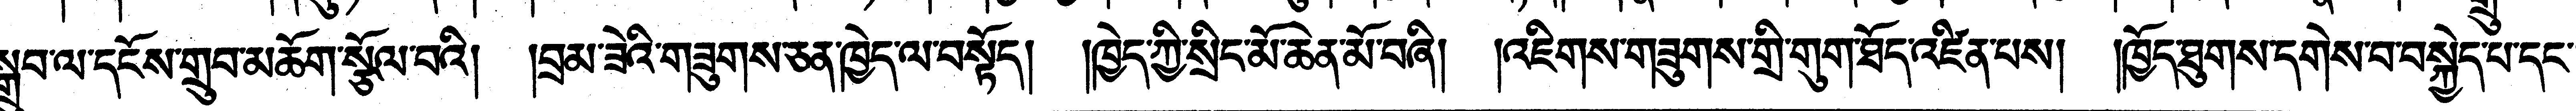 སྒྲུབ་ལ་དངོས་གྲུབ་མཆོག་སྩོལ་བའི། །བྲམ་ཟེའི་གཟུགས་ཅན་ཁྱེད་ལ་བསྟོད། །ཁྱེད་ཀྱི་སྲིང་མོ་ཆེན་མོ་བཞི། །འཇིགས་གཟུགས་གྲི་གུག་ཐོད་འཛིན་པས། །ཁྱོད་ཐུགས་དགེས་བ་བསྐྱེད་པ་དང་